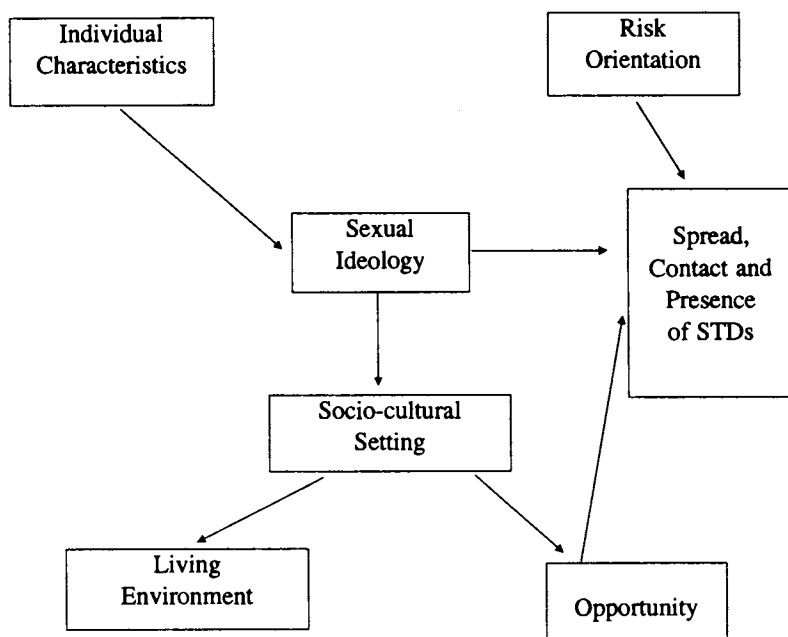 Individual
Characteristics
Risk
Orientation
Sexual
Ideology
Spread,
Contact and
Presence
of STDs
Socio-cultural
Setting
Living
Environment
Opportunity